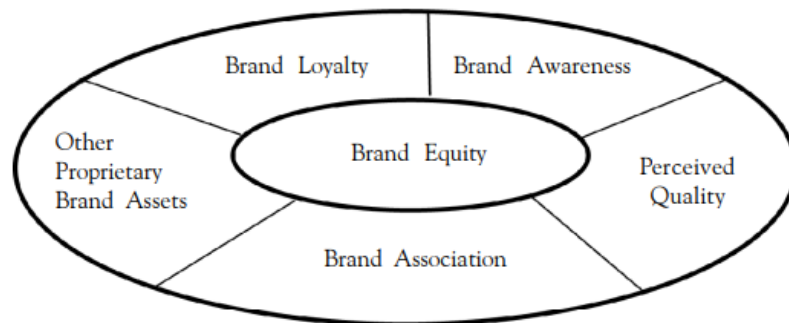 Brand Loyalty
Brand Awareness
Other
Proprietary
Brand Assets
Brand Equity
Perceived
Quality
Brand Association